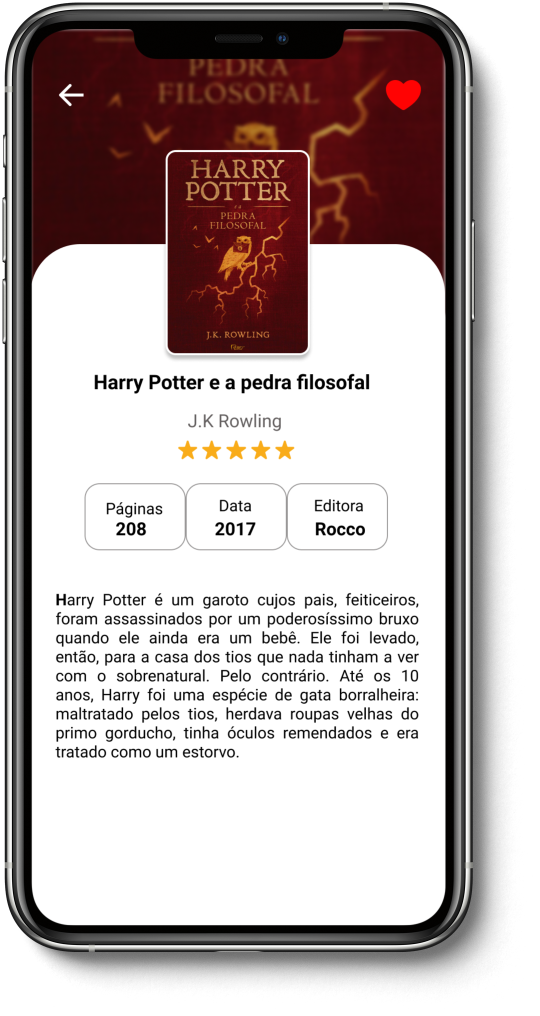 PEDRA
FILOSOFAL
HARRY
POTTER
e a
PEDRA
FILOSOFAL
J.K. ROWLING
Rocco
Harry Potter e a pedra filosofal
J.K Rowling
Páginas
208
Data
2017
Editora
Rocco
Harry Potter é um garoto cujos pais, feiticeiros,
foram assassinados por um poderosíssimo bruxo
quando ele ainda era um bebê. Ele foi levado,
então, para a casa dos tios que nada tinham a ver
com o sobrenatural. Pelo contrário. Até os 10
anos, Harry foi uma espécie de gata borralheira:
maltratado pelos tios, herdava roupas velhas do
primo gorducho, tinha óculos remendados e era
tratado como um estorvo.